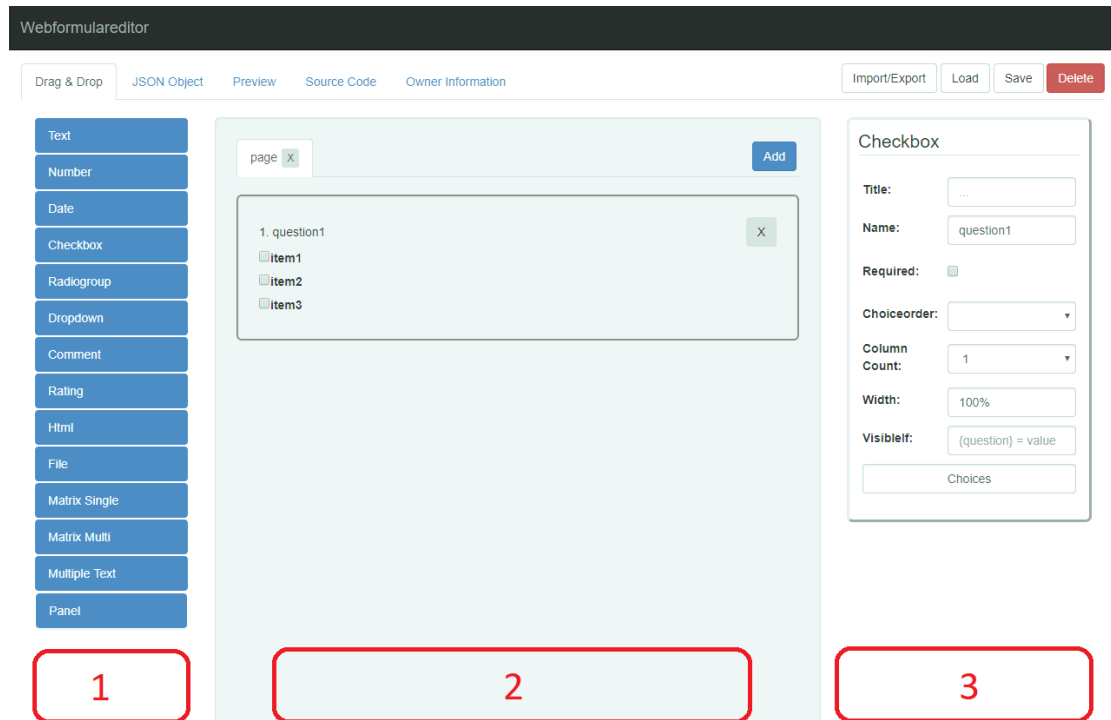 Webformulareditor
Drag & Drop JSON Object Preview Source Code Owner Information Import/Export Load Save Delete
Text
Number
Date
Checkbox
Radiogroup
Dropdown
Comment
Rating
Html
File
Matrix Single
Matrix Multi
Multiple Text
Panel
page X Add
1. question1 X
item1
item2
item3
Checkbox
Title: ...
Name: question1
Required:
Choiceorder:
Column
Count: 1
Width: 100%
VisibleIf: {question} = value
Choices
1 2 3